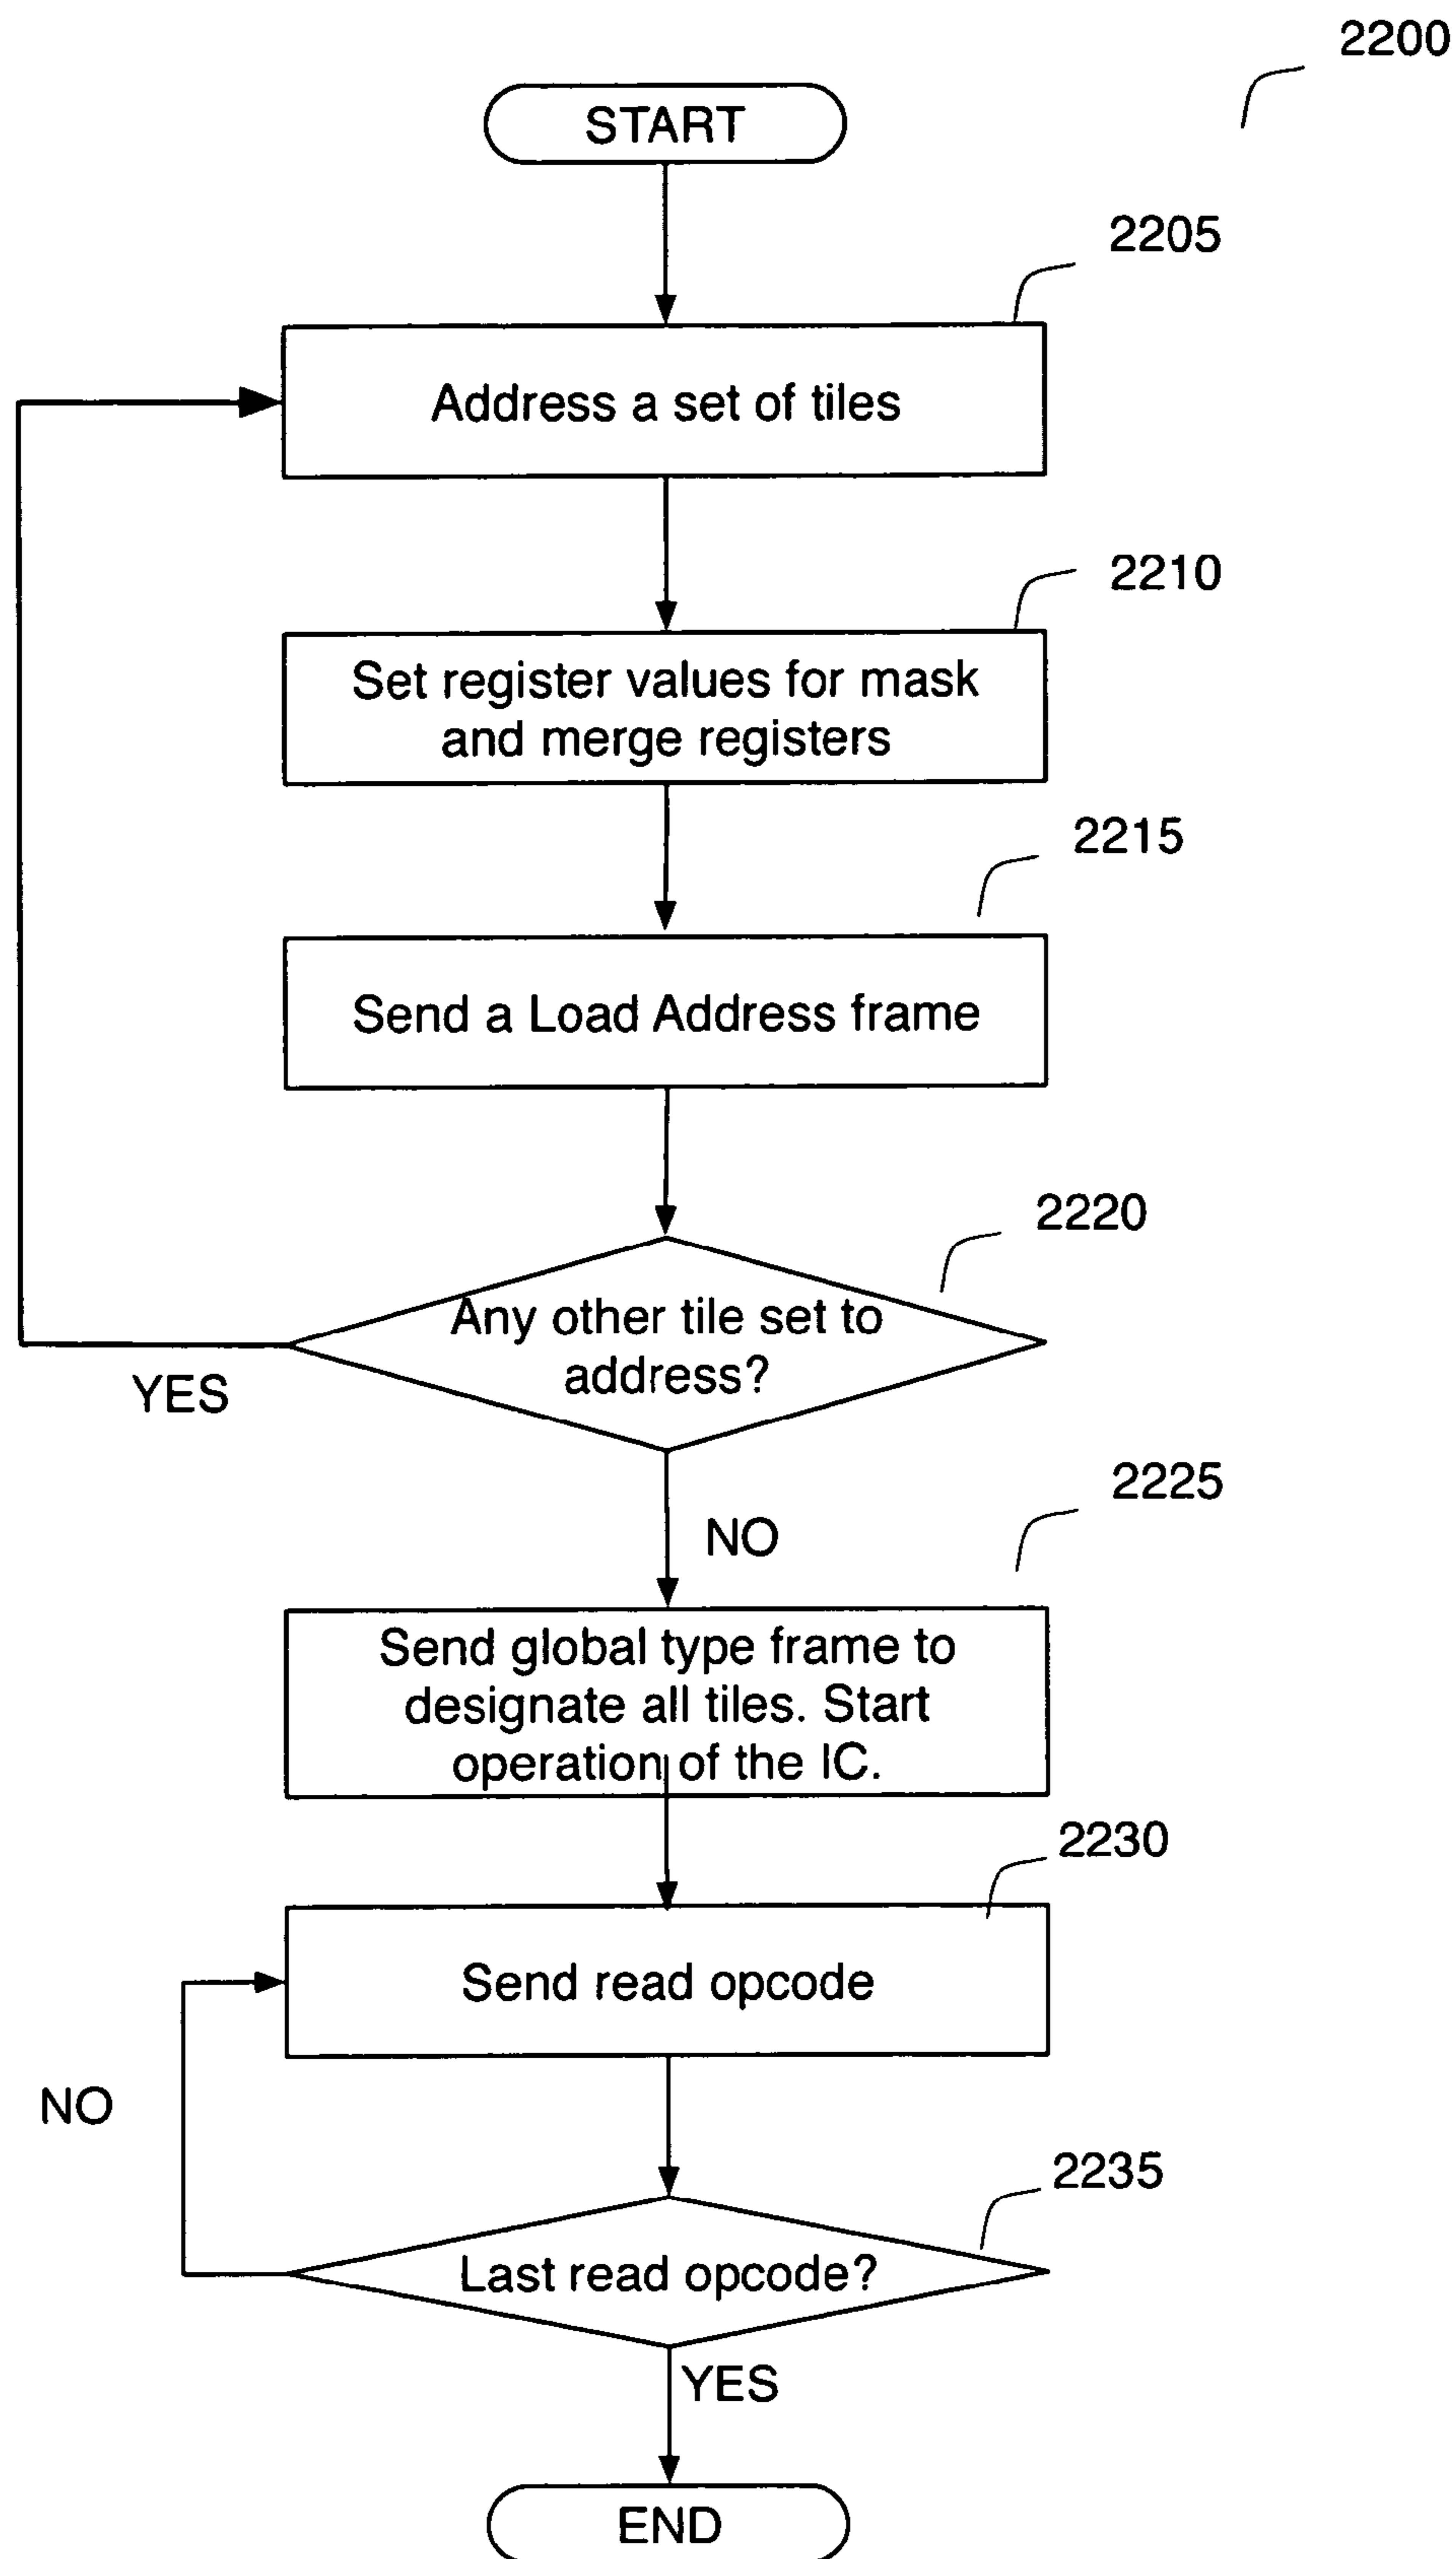 2200
START
2205
Address a set of tiles
2210
Set register values for mask
and merge registers
2215
Send a Load Address frame
2220
Any other tile set to
address?
YES
2225
NO
Send global type frame to
designate all tiles. Start
operation of the IC.
2230
Send read opcode
NO
2235
Last read opcode?
YES
END